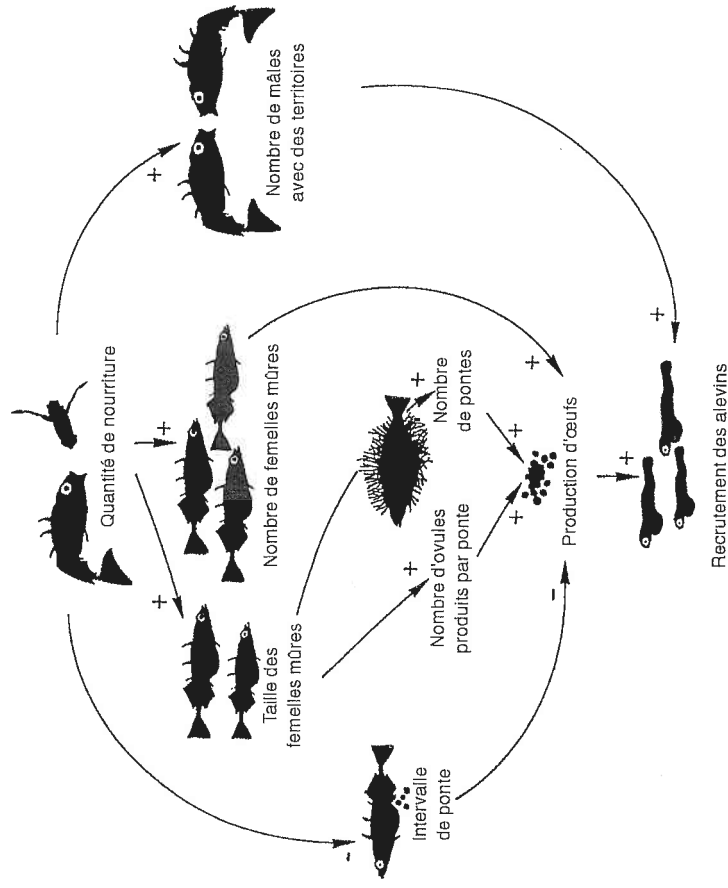 Quantité de nourriture
+
+
+
-
Nombre de mâles
avec des territoires
Taille des
femelles mûres
Nombre de femelles mûres
Intervalle
de ponte
+
Nombre d'ovules
produits par ponte
+
Nombre
de pontes
+
+
+
-
Production d'œufs
+
+
Recrutement des alevins